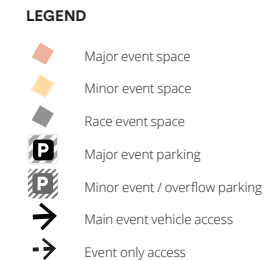 LEGEND
Major event space
Minor event space
Race event space
P Major event parking
P Minor event / overflow parking
Main event vehicle access
Event only access